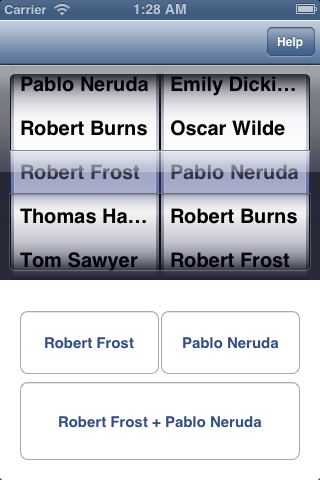 Carrier 1:28 AM
Help
Pablo Neruda Emily Dicki...
Robert Burns Oscar Wilde
Robert Frost Pablo Neruda
Thomas Ha... Robert Burns
Tom Sawyer Robert Frost
Robert Frost Pablo Neruda
Robert Frost + Pablo Neruda